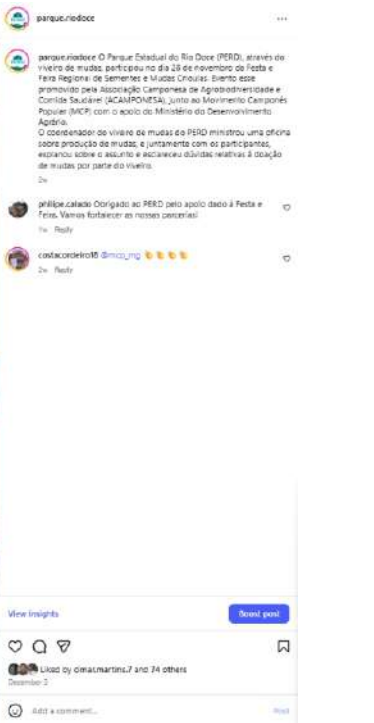 parque.riodoce
parque.riodoce O Parque Estadual do Rio Doce (PERD), através do
viveiro de mudas, participou no dia 28 de novembro da Festa e
Feira Regional de Sementes e Mudas Crioulas. Evento esse
promovido pela Associação Camponesa de Agrobiodiversidade e
Comida Saudável (ACAMPONESA), junto ao Movimento Camponês
Popular (MCP) com o apoio do Ministério do Desenvolvimento
Agrário.
O coordenador do viveiro de mudas do PERD ministrou uma oficina
sobre produção de mudas, e juntamente com os participantes,
explanou sobre o assunto e esclareceu dúvidas relativas à doação
de mudas por parte do viveiro.
2w
philipe.calado Obrigado ao PERD pelo apoio dado à Festa e
Feira. Vamos fortalecer as nossas parcerias!
1w Reply
costacordeiro18 @mcp_mg 👏👏👏👏
2w Reply
View insights
Boost post
Liked by cimar.martins.7 and 74 others
December 3
Add a comment...
Post